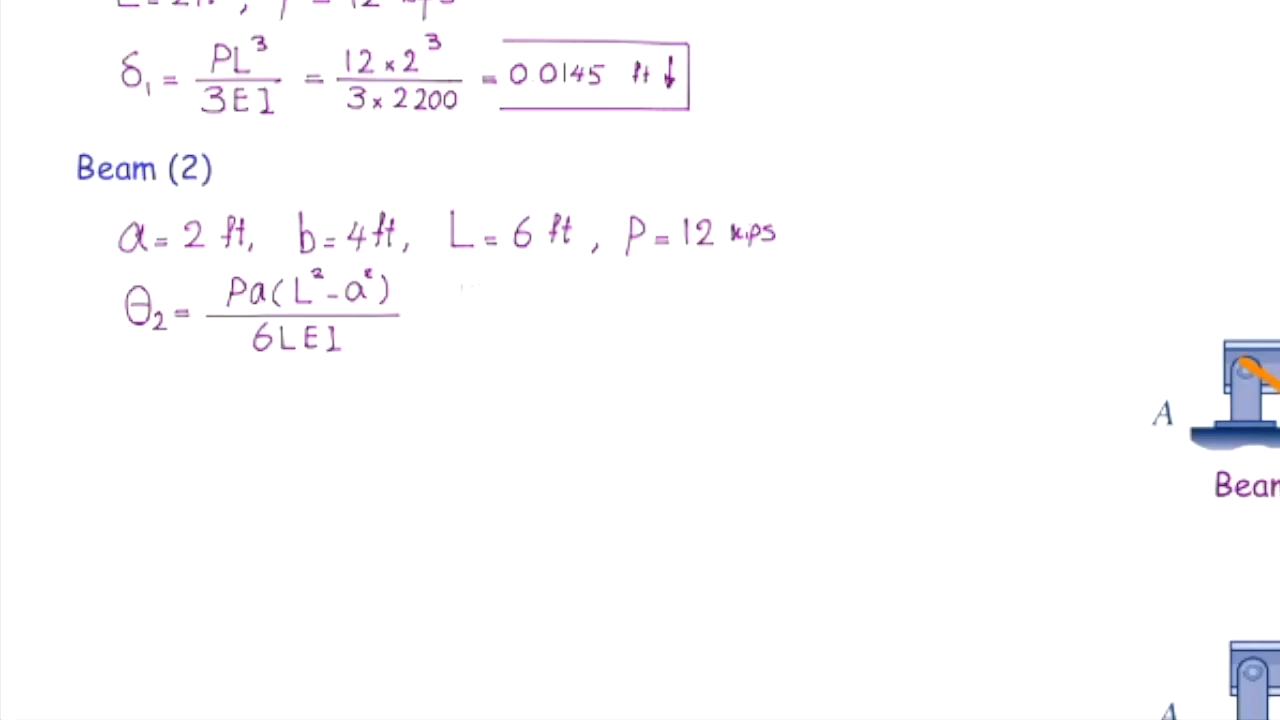 δ₁ = PL³ / 3EI = 12 × 2³ / 3 × 2200 = 0.0145 ft ↓
Beam (2)
a = 2 ft, b = 4 ft, L = 6 ft, P = 12 kips
θ₂ = Pa(L² - a²) / 6LEI
A
Beam
A